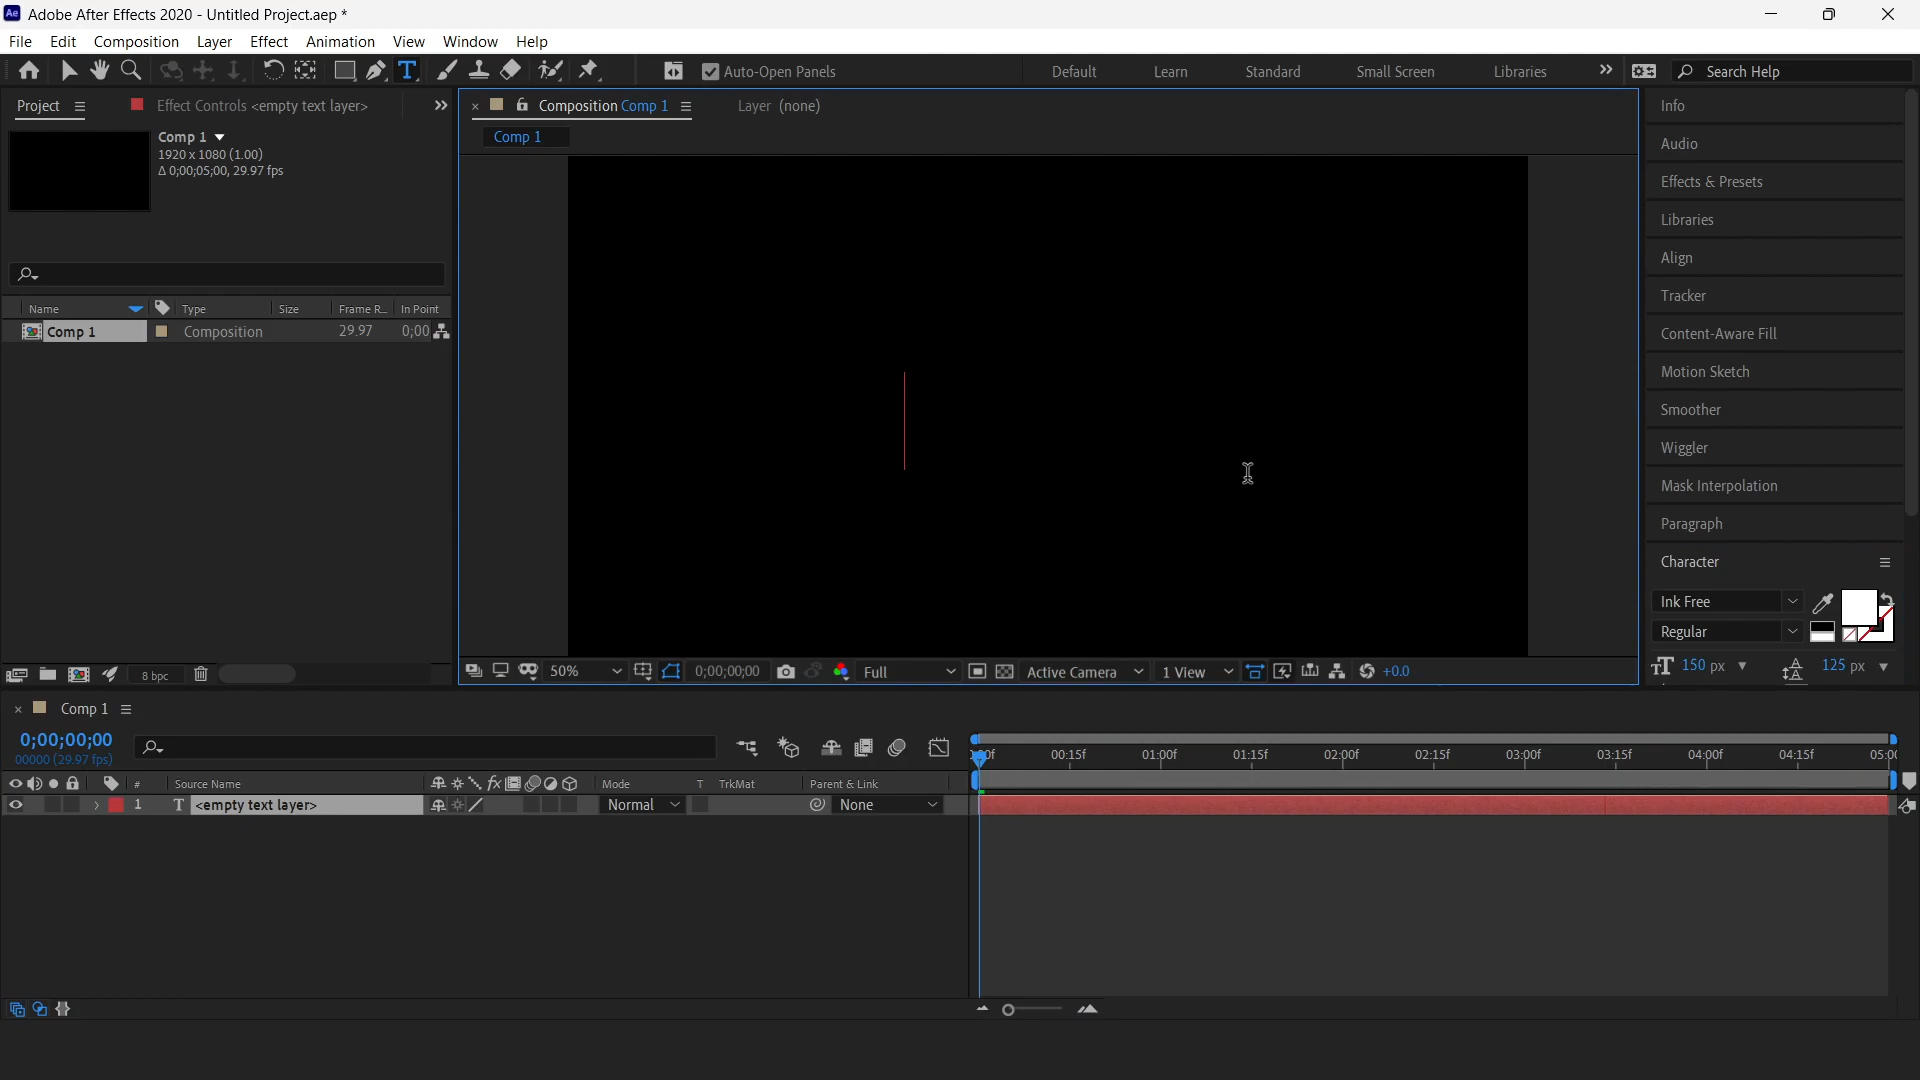 Ae Adobe After Effects 2020 - Untitled Project.aep *
File Edit Composition Layer Effect Animation View Window Help
T Auto-Open Panels Default Learn Standard Small Screen Libraries Search Help
Project Effect Controls <empty text layer> × Composition Comp 1 Layer (none)
Comp 1
Comp 1
1920 x 1080 (1.00)
Δ 0;00;05;00, 29.97 fps
Name Type Size Frame R... In Point
Comp 1 Composition 29.97 0;00
8 bpc
50% 0;00;00;00 Full Active Camera 1 View +0.0
Info
Audio
Effects & Presets
Libraries
Align
Tracker
Content-Aware Fill
Motion Sketch
Smoother
Wiggler
Mask Interpolation
Paragraph
Character
Ink Free
Regular
150 px 125 px
× Comp 1
0;00;00;00
00000 (29.97 fps)
00:15f 01:00f 01:15f 02:00f 02:15f 03:00f 03:15f 04:00f 04:15f 05:00
# Source Name fx Mode T TrkMat Parent & Link
1 T <empty text layer> Normal None